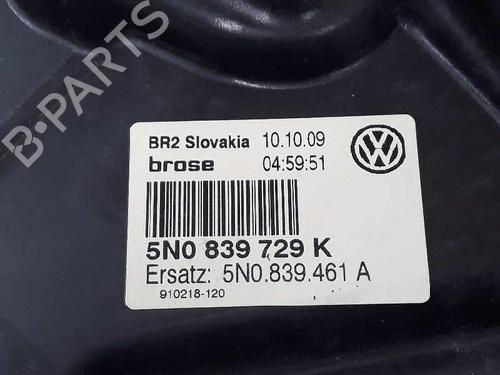 BR2 Slovakia 10.10.09
brose 04:59:51
5N0 839 729 K
Ersatz: 5N0.839.461 A
910218-120
B-PARTS